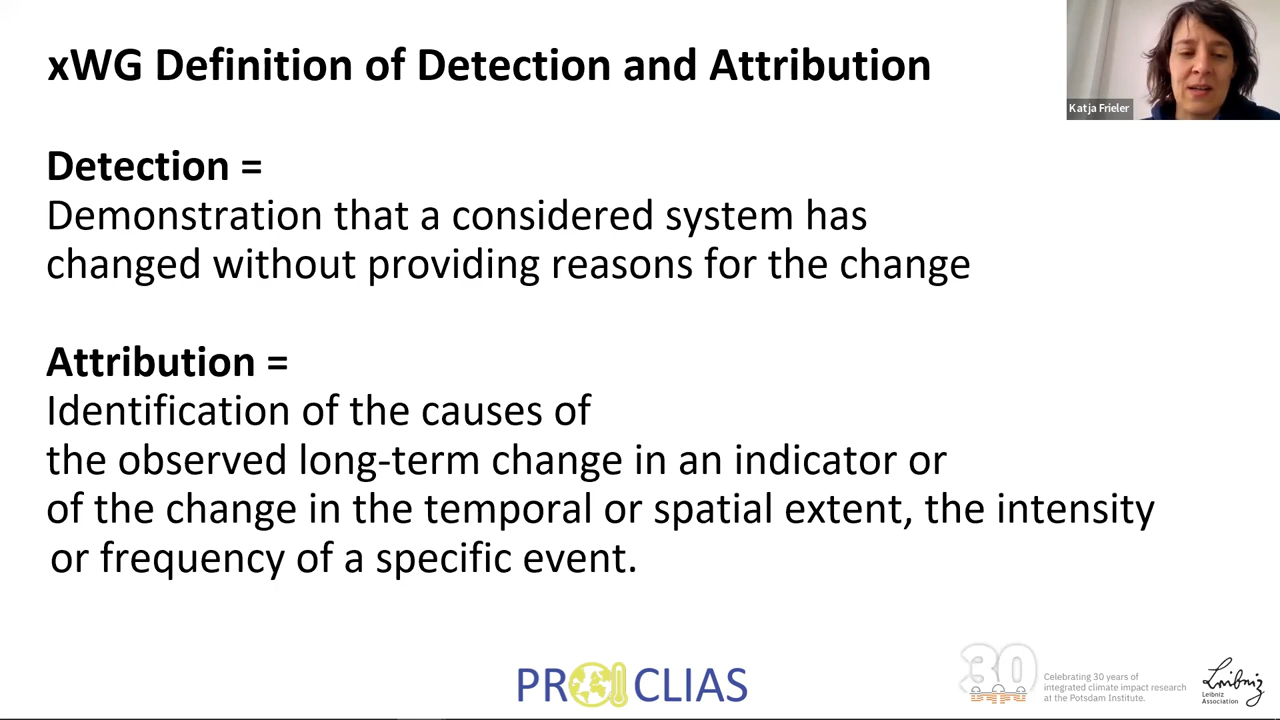 xWG Definition of Detection and Attribution
Katja Frieler
Detection =
Demonstration that a considered system has
changed without providing reasons for the change
Attribution =
Identification of the causes of
the observed long-term change in an indicator or
of the change in the temporal or spatial extent, the intensity
or frequency of a specific event.
PRO CLIAS
30
Celebrating 30 years of
integrated climate impact research
at the Potsdam Institute.
Leibniz
Leibniz
Association